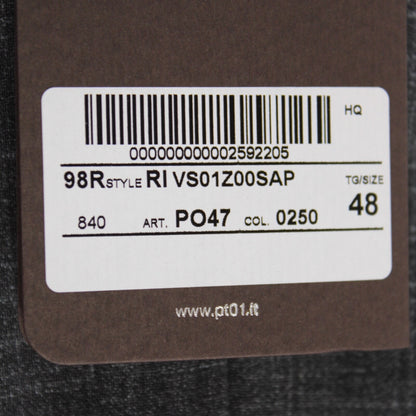 HQ
000000000002592205
98R STYLE RI VS01Z00SAP TG/SIZE
840 ART. PO47 COL. 0250 48
www.pt01.it